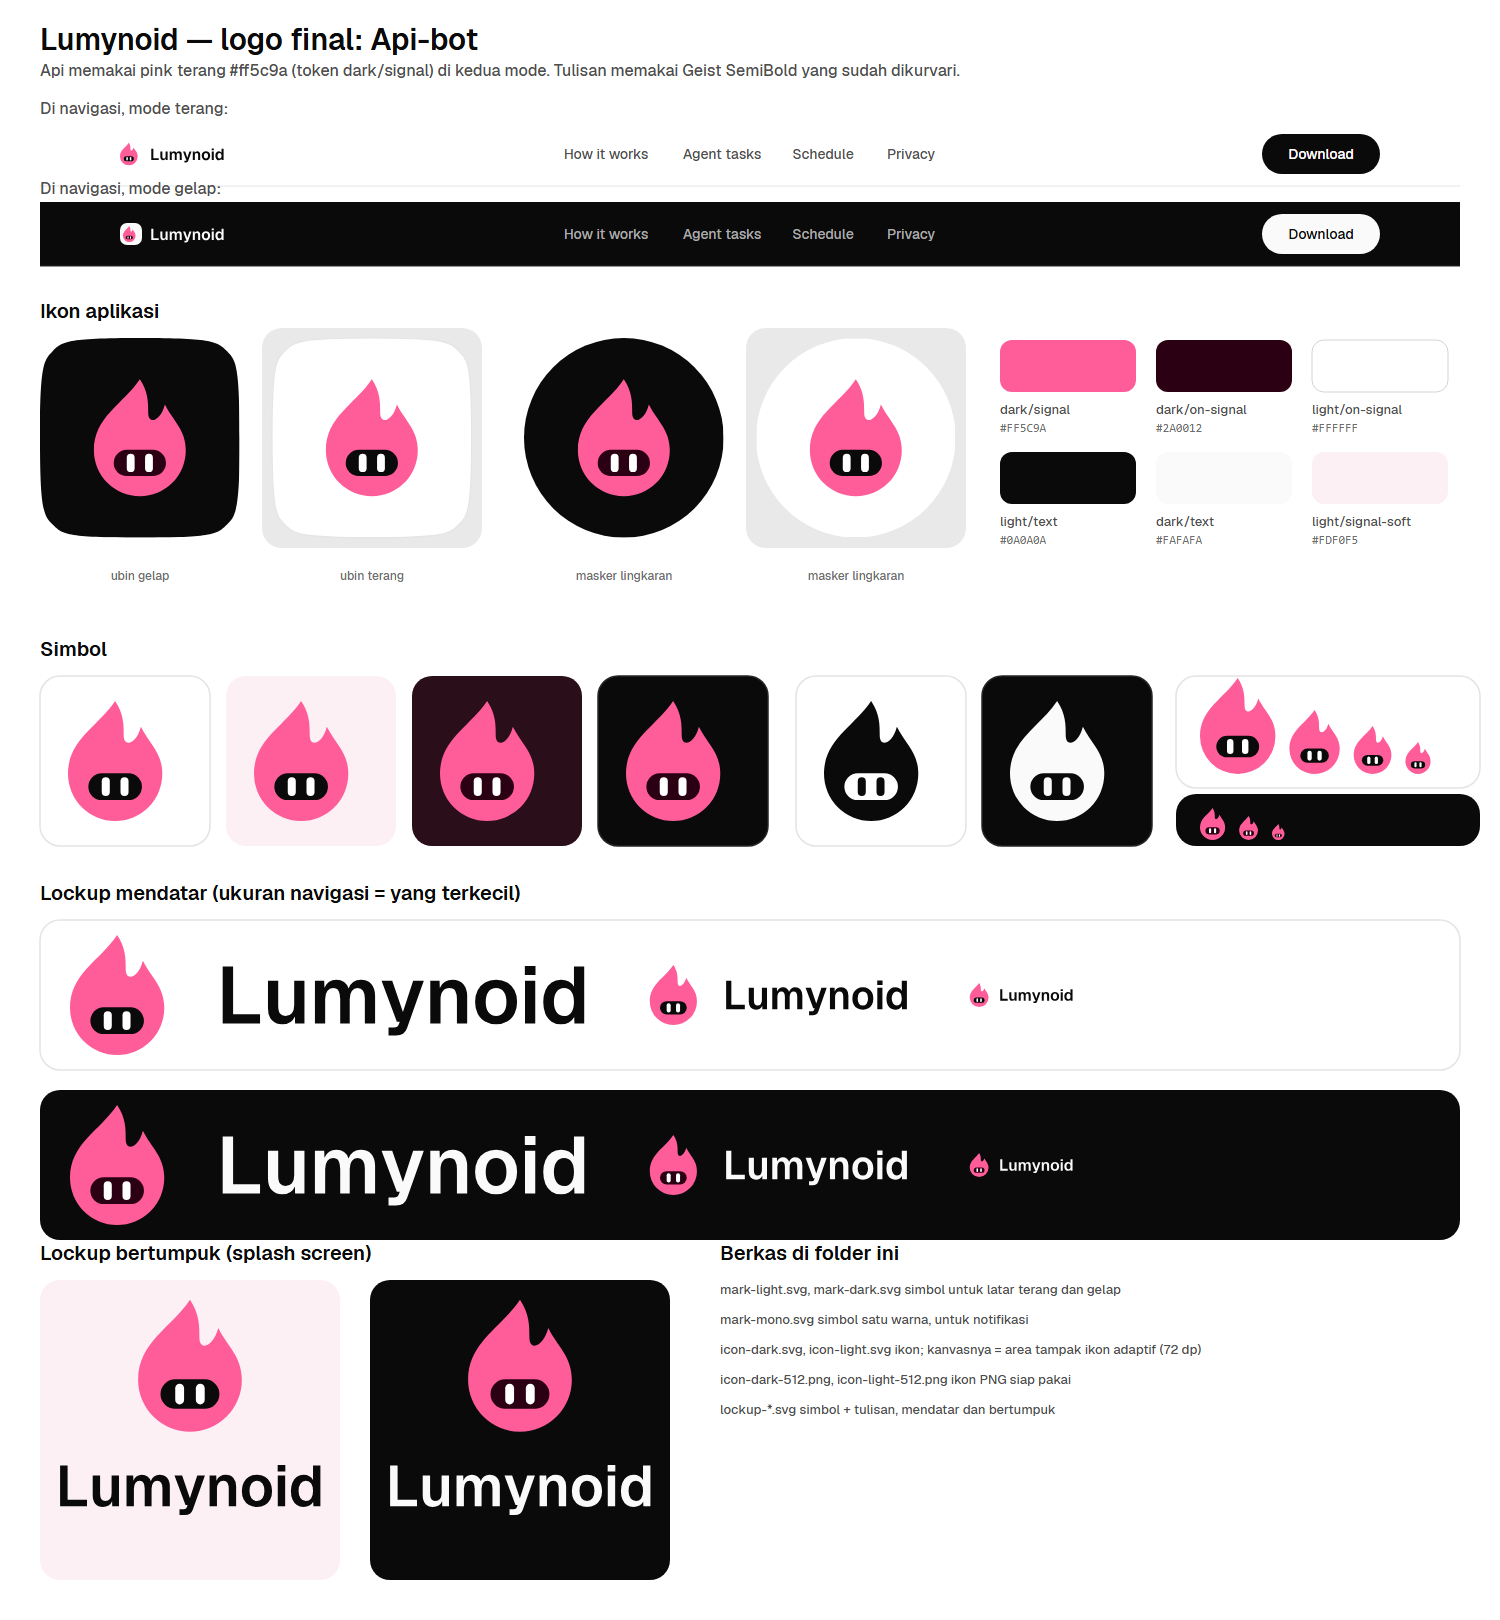 Lumynoid — logo final: Api-bot
Api memakai pink terang #ff5c9a (token dark/signal) di kedua mode. Tulisan memakai Geist SemiBold yang sudah dikurvari.
Di navigasi, mode terang:
Lumynoid How it works Agent tasks Schedule Privacy Download
Di navigasi, mode gelap:
Lumynoid How it works Agent tasks Schedule Privacy Download
Ikon aplikasi
dark/signal dark/on-signal light/on-signal
#FF5C9A #2A0012 #FFFFFF
light/text dark/text light/signal-soft
#0A0A0A #FAFAFA #FDF0F5
ubin gelap ubin terang masker lingkaran masker lingkaran
Simbol
Lockup mendatar (ukuran navigasi = yang terkecil)
Lumynoid Lumynoid Lumynoid
Lumynoid Lumynoid Lumynoid
Lockup bertumpuk (splash screen)
Lumynoid Lumynoid
Berkas di folder ini
mark-light.svg, mark-dark.svg simbol untuk latar terang dan gelap
mark-mono.svg simbol satu warna, untuk notifikasi
icon-dark.svg, icon-light.svg ikon; kanvasnya = area tampak ikon adaptif (72 dp)
icon-dark-512.png, icon-light-512.png ikon PNG siap pakai
lockup-*.svg simbol + tulisan, mendatar dan bertumpuk